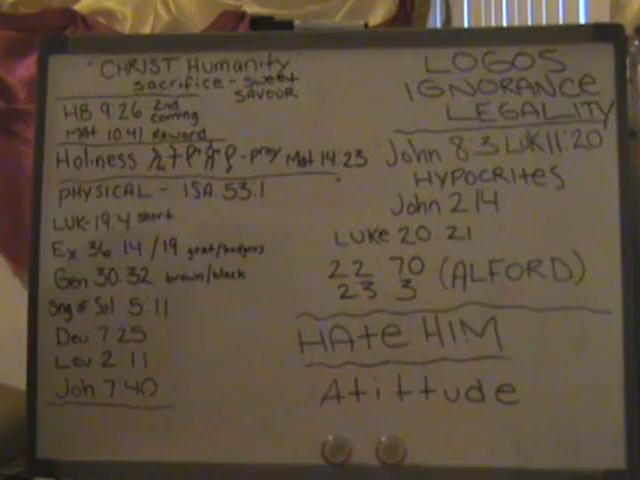 "CHRIST Humanity"
sacrifice - sweet
SAVOUR
HB 9 26 2nd coming
Mat 10 41 Reward
Holiness - pray Mat 14:23
PHYSICAL - ISA 53:1
LUK-19.4 short
Ex 36 14/19 goat/badgers
Gen 30:32 brown/black
Sng of Sol 5:11
Deu 7 25
Lev 2 11
Joh 7 40
LOGOS
IGNORANCE
LEGALITY
John 8:3 LUK 11:20
HYPOCRITES
John 2 14
LUKE 20:21
22 70 (ALFORD)
23 3
HAte HIM
Atittude